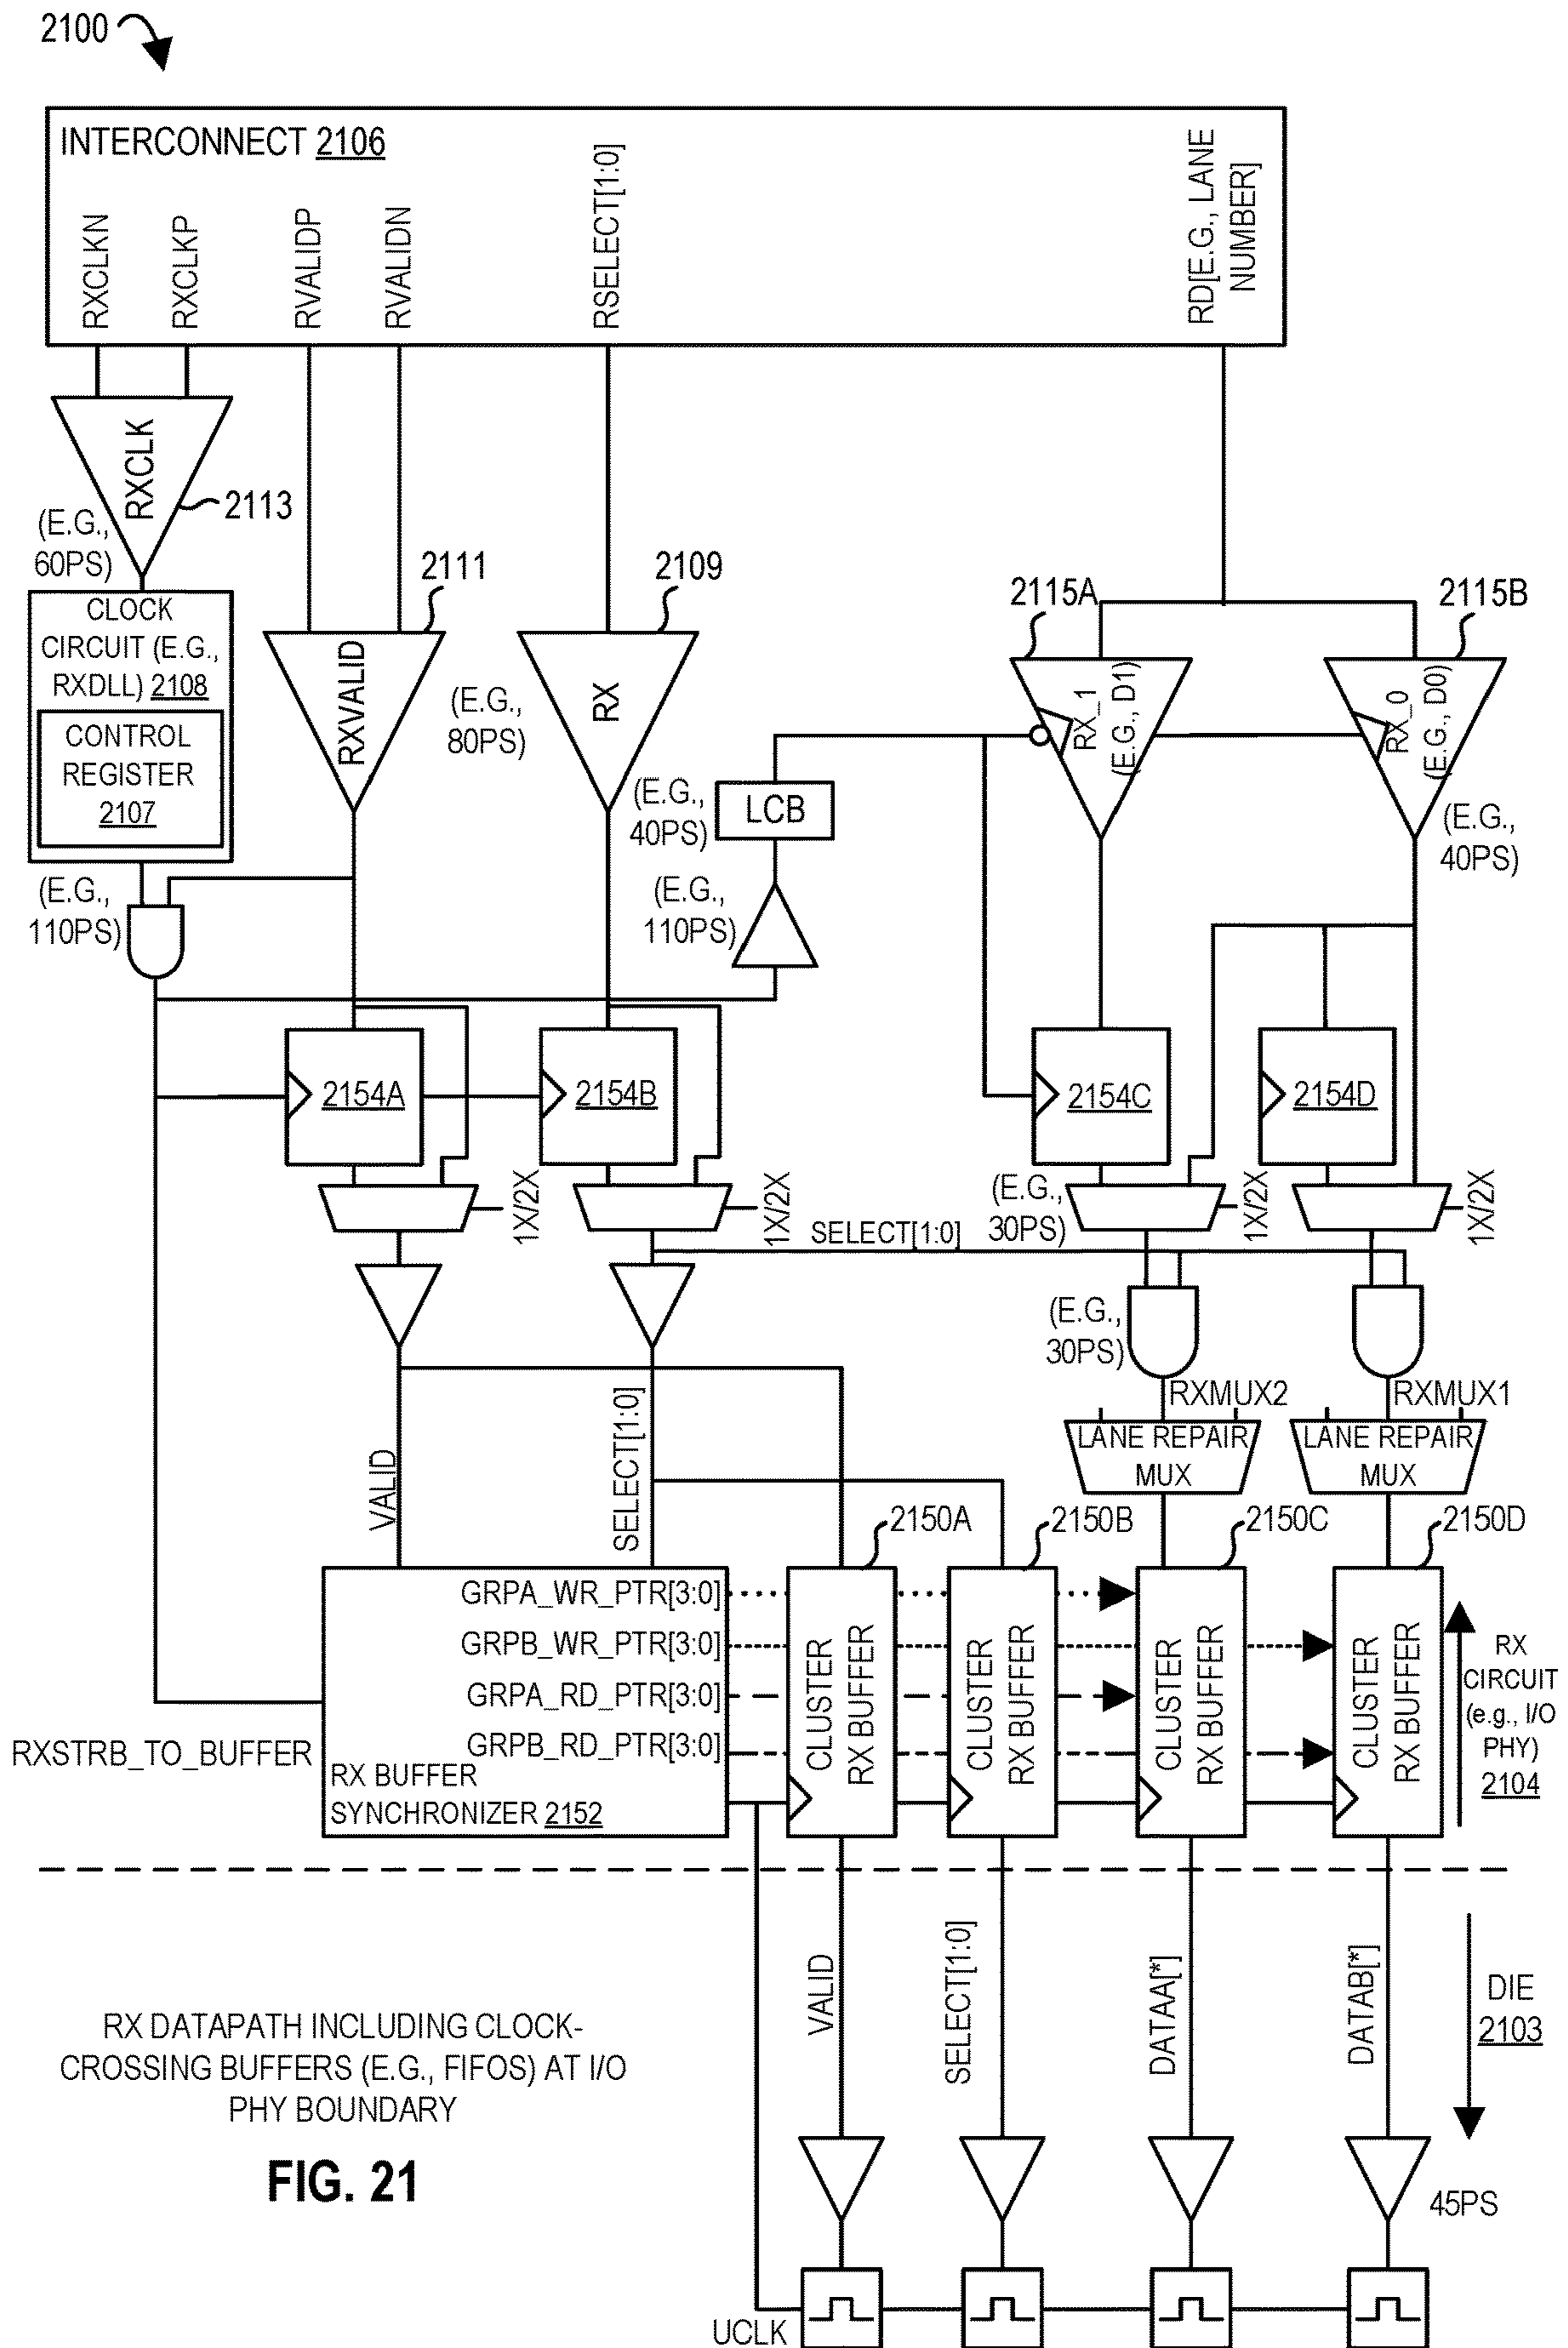 2100
INTERCONNECT 2106
RXCLKN
RXCLKP
RVALIDP
RVALIDN
RSELECT[1:0]
RD[E.G., LANE
NUMBER]
RXCLK
2113
(E.G.,
60PS)
2111
2109
2115A
2115B
CLOCK
CIRCUIT (E.G.,
RXDLL) 2108
CONTROL
REGISTER
2107
RXVALID
(E.G.,
80PS)
RX
RX_1
(E.G., D1)
RX_0
(E.G., D0)
(E.G.,
40PS)
LCB
(E.G.,
40PS)
(E.G.,
110PS)
(E.G.,
110PS)
2154A
2154B
2154C
2154D
1X/2X
1X/2X
(E.G.,
30PS)
1X/2X
1X/2X
SELECT[1:0]
(E.G.,
30PS)
RXMUX2
RXMUX1
LANE REPAIR
MUX
LANE REPAIR
MUX
VALID
SELECT[1:0]
2150A
2150B
2150C
2150D
GRPA_WR_PTR[3:0]
GRPB_WR_PTR[3:0]
GRPA_RD_PTR[3:0]
GRPB_RD_PTR[3:0]
RX BUFFER
SYNCHRONIZER 2152
RXSTRB_TO_BUFFER
CLUSTER
RX BUFFER
CLUSTER
RX BUFFER
CLUSTER
RX BUFFER
CLUSTER
RX BUFFER
RX
CIRCUIT
(e.g., I/O
PHY)
2104
VALID
SELECT[1:0]
DATAA[*]
DATAB[*]
DIE
2103
RX DATAPATH INCLUDING CLOCK-
CROSSING BUFFERS (E.G., FIFOS) AT I/O
PHY BOUNDARY
FIG. 21
45PS
UCLK